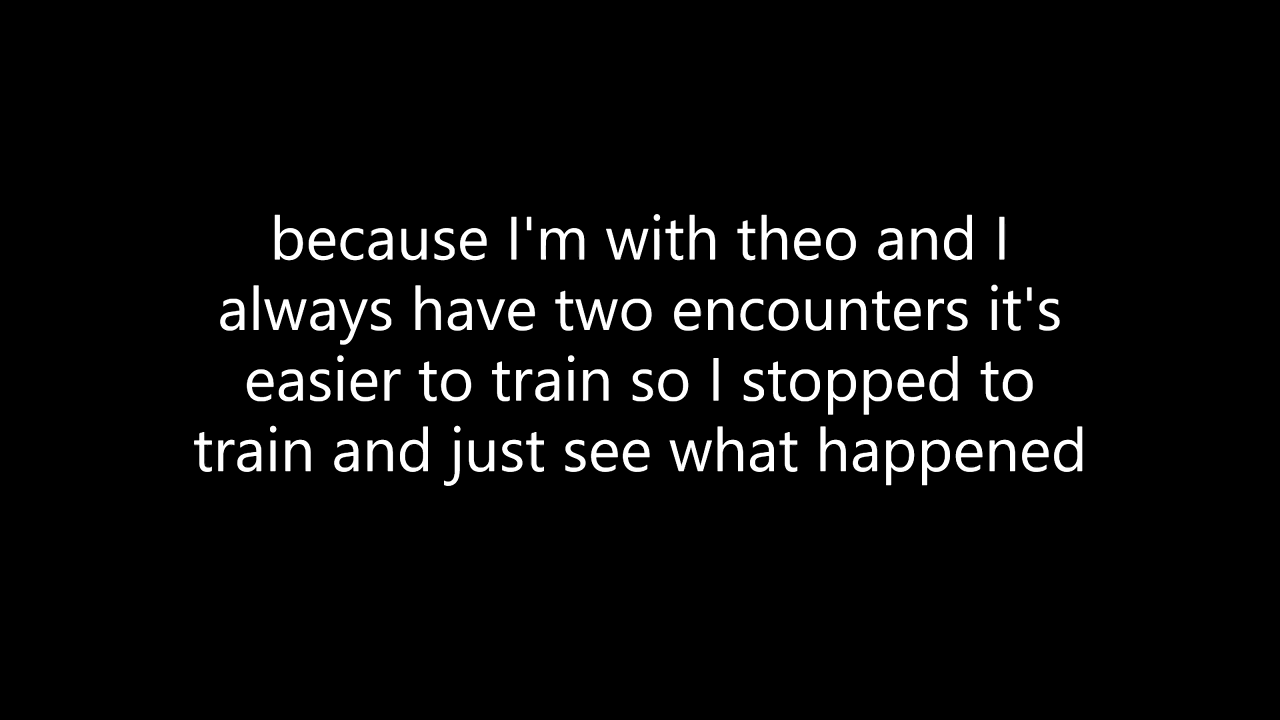 because I'm with theo and I
always have two encounters it's
easier to train so I stopped to
train and just see what happened